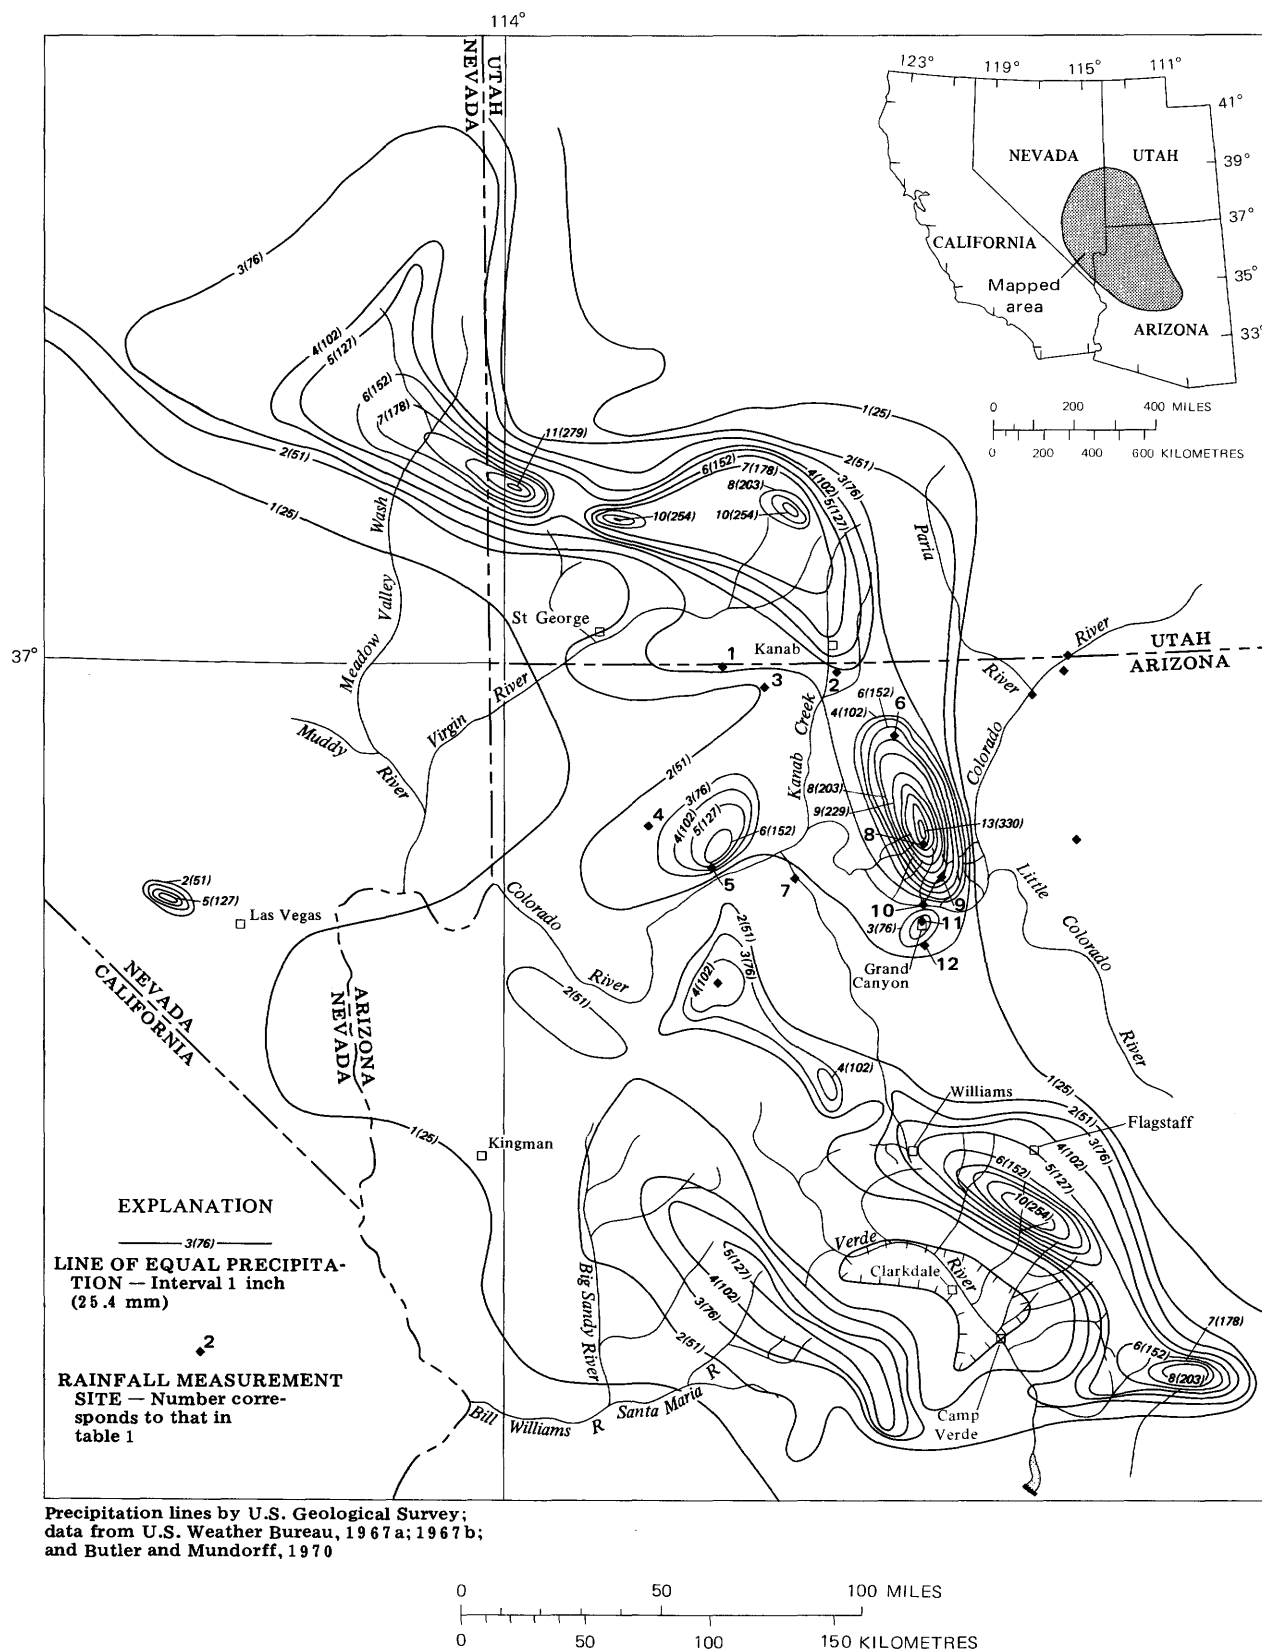 114°
NEVADA
UTAH
123°
119°
115°
111°
41°
39°
37°
35°
33°
NEVADA
UTAH
CALIFORNIA
Mapped
area
ARIZONA
0 200 400 MILES
0 200 400 600 KILOMETRES
3(76)
4(102)
5(127)
6(152)
7(178)
11(279)
2(51)
1(25)
1(25)
2(51)
6(152)
7(178)
8(203)
10(254)
10(254)
4(102)
5(127)
3(76)
Wash
Valley
Meadow
Paria
River
St George
Kanab
37°
UTAH
ARIZONA
River
Colorado
1
2
3
Virgin
River
Muddy
River
Kanab
Creek
6(152)
4(102)
6
2(51)
3(76)
4(102)
5(127)
6(152)
4
5
7
8(203)
9(229)
8
13(330)
9
10
11
3(76)
12
Grand
Canyon
Little
Colorado
River
2(51)
5(127)
Las Vegas
Colorado
River
2(51)
2(51)
3(76)
4(102)
4(102)
NEVADA
CALIFORNIA
ARIZONA
NEVADA
1(25)
Kingman
Williams
Flagstaff
1(25)
2(51)
3(76)
4(102)
5(127)
6(152)
10(254)
Verde
River
Clarkdale
Camp
Verde
5(127)
4(102)
3(76)
2(51)
Big Sandy River
Santa Maria R
Bill Williams R
7(178)
6(152)
8(203)
EXPLANATION
3(76)
LINE OF EQUAL PRECIPITA-
TION — Interval 1 inch
(25.4 mm)
2
RAINFALL MEASUREMENT
SITE — Number corre-
sponds to that in
table 1
Precipitation lines by U.S. Geological Survey;
data from U.S. Weather Bureau, 1967a; 1967b;
and Butler and Mundorff, 1970
0 50 100 MILES
0 50 100 150 KILOMETRES